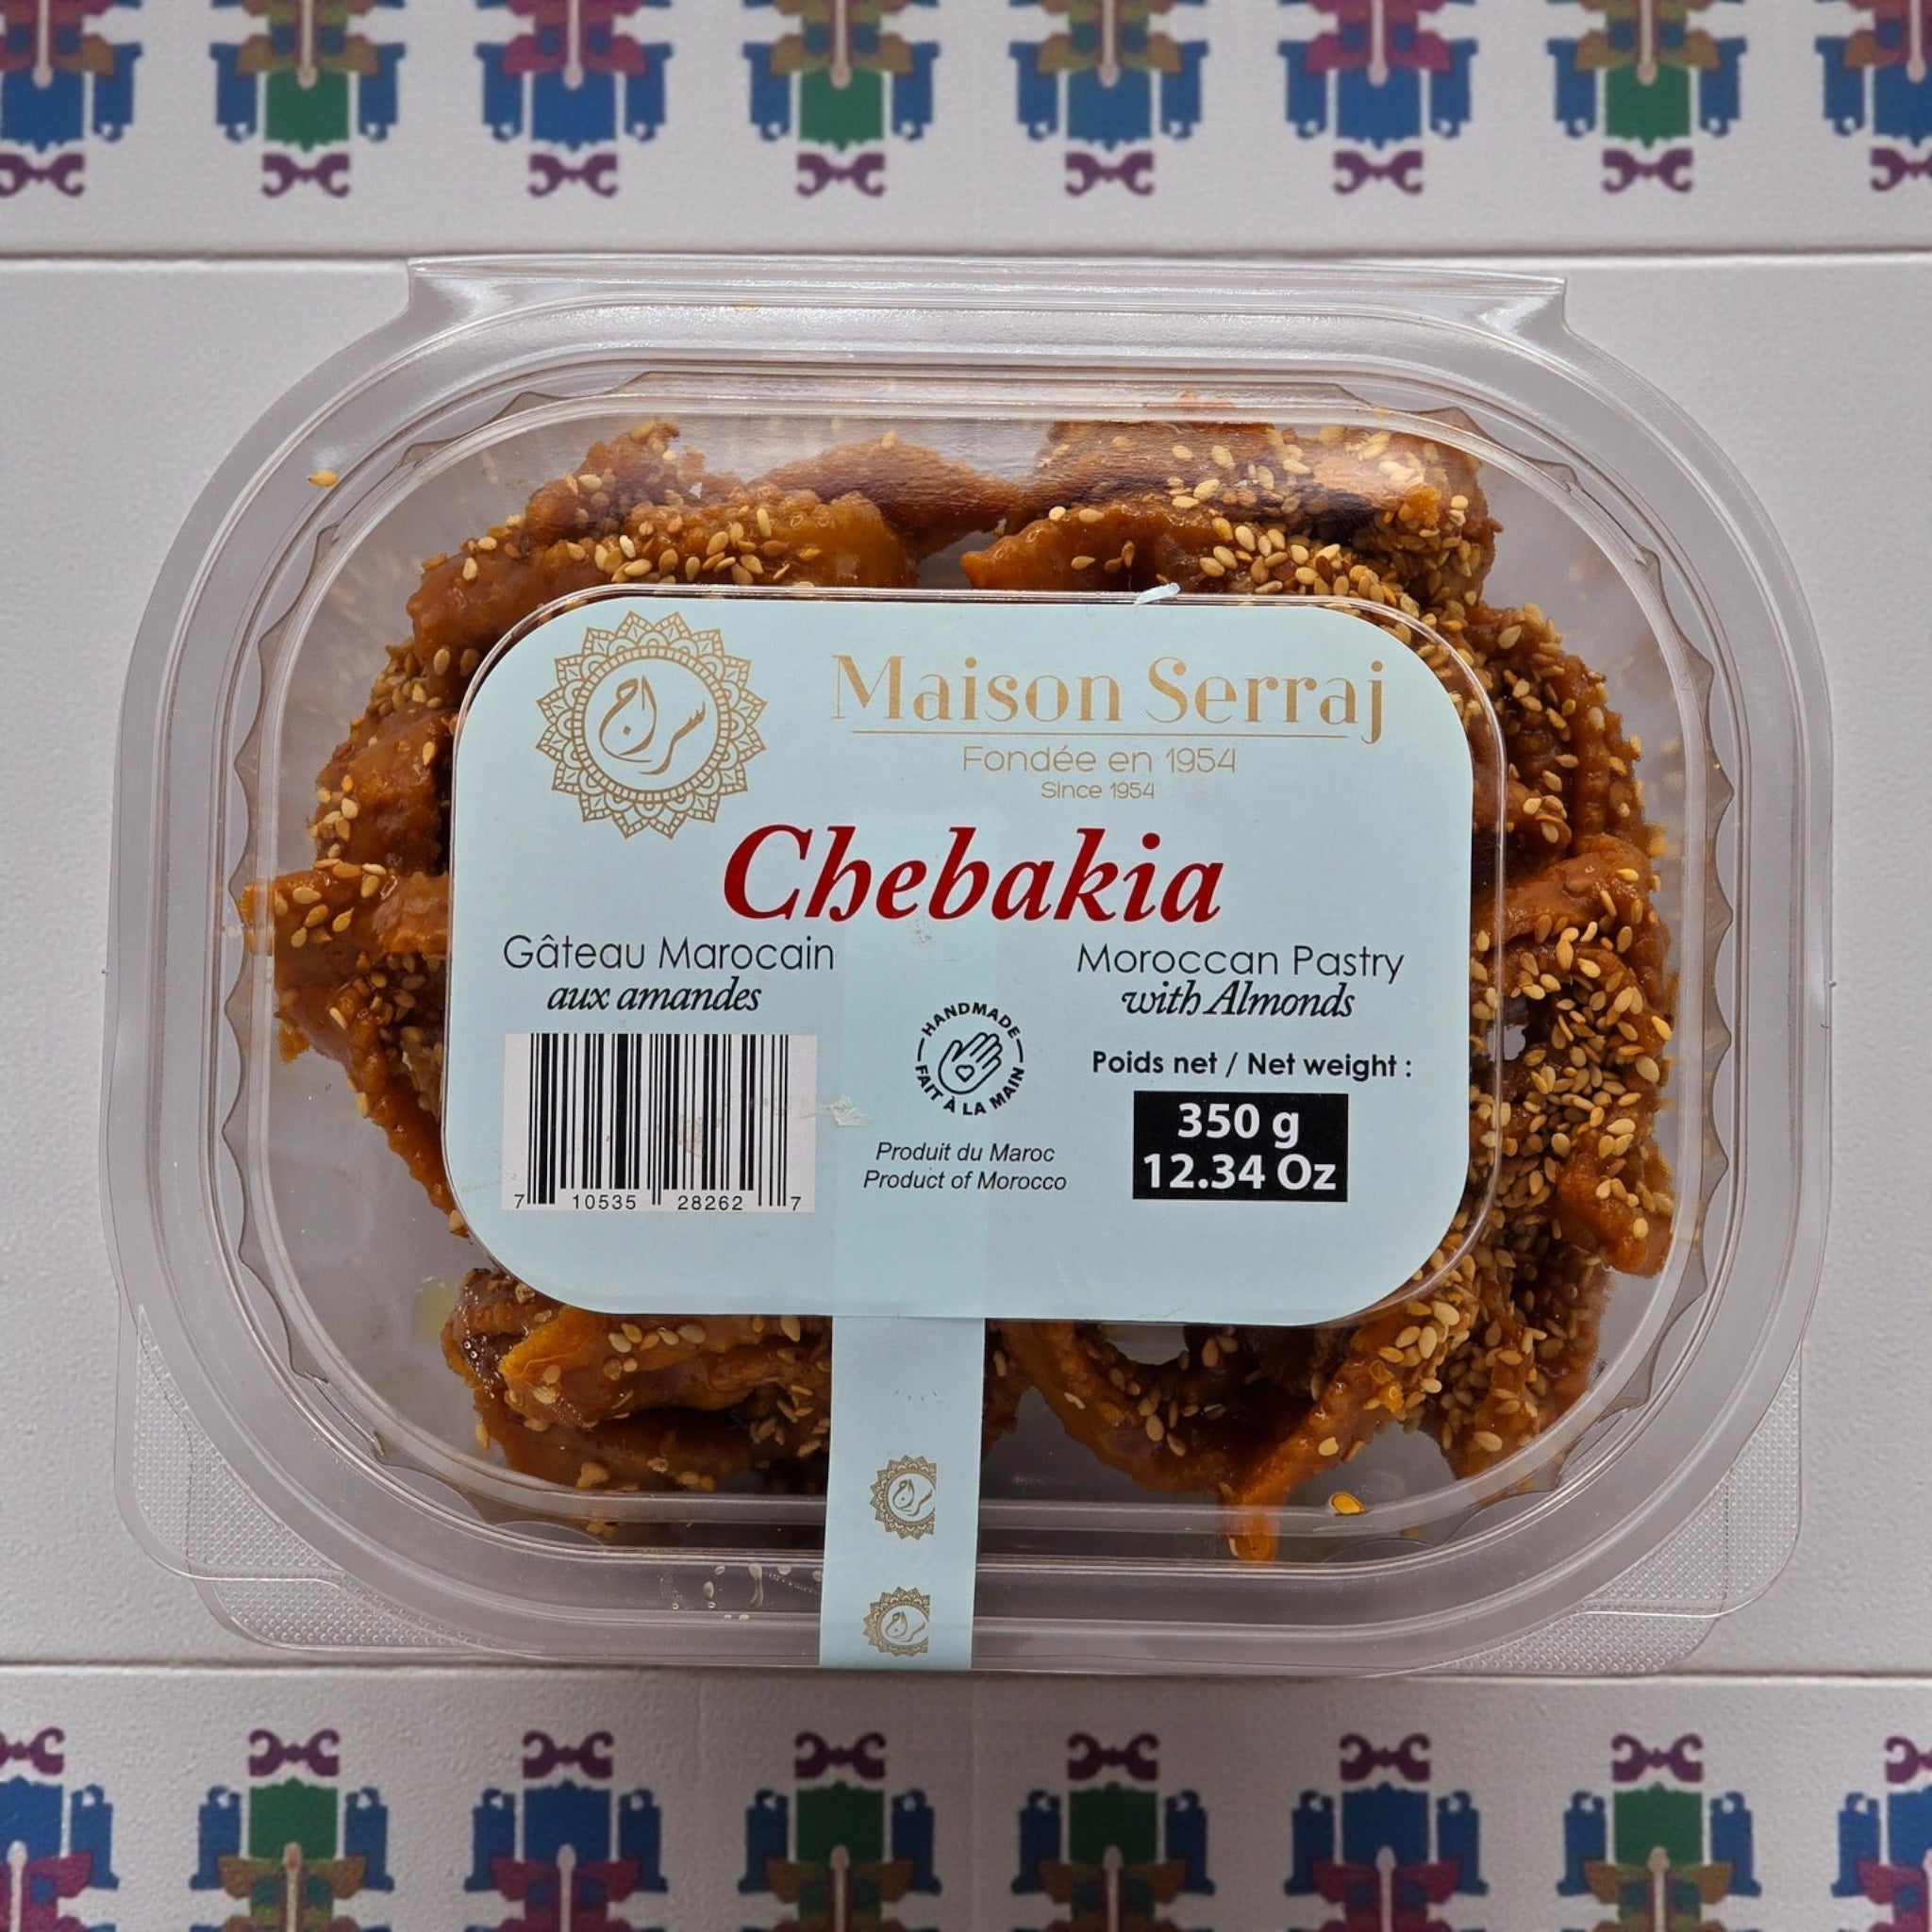 سراج
Maison Serraj
Fondée en 1954
Since 1954
Chebakia
Gâteau Marocain
aux amandes
Moroccan Pastry
with Almonds
HANDMADE
FAIT À LA MAIN
Produit du Maroc
Product of Morocco
Poids net / Net weight :
350 g
12.34 Oz
7 10535 28262 7
سراج
سراج